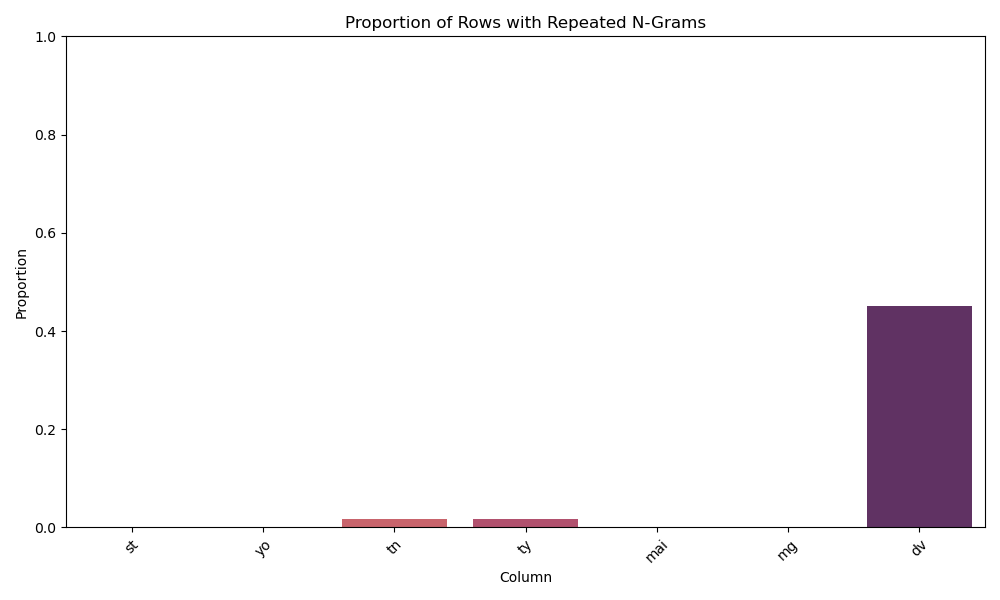 Proportion of Rows with Repeated N-Grams
1.0
0.8
0.6
0.4
0.2
0.0
Proportion
st yo tn ty mai mg dv
Column